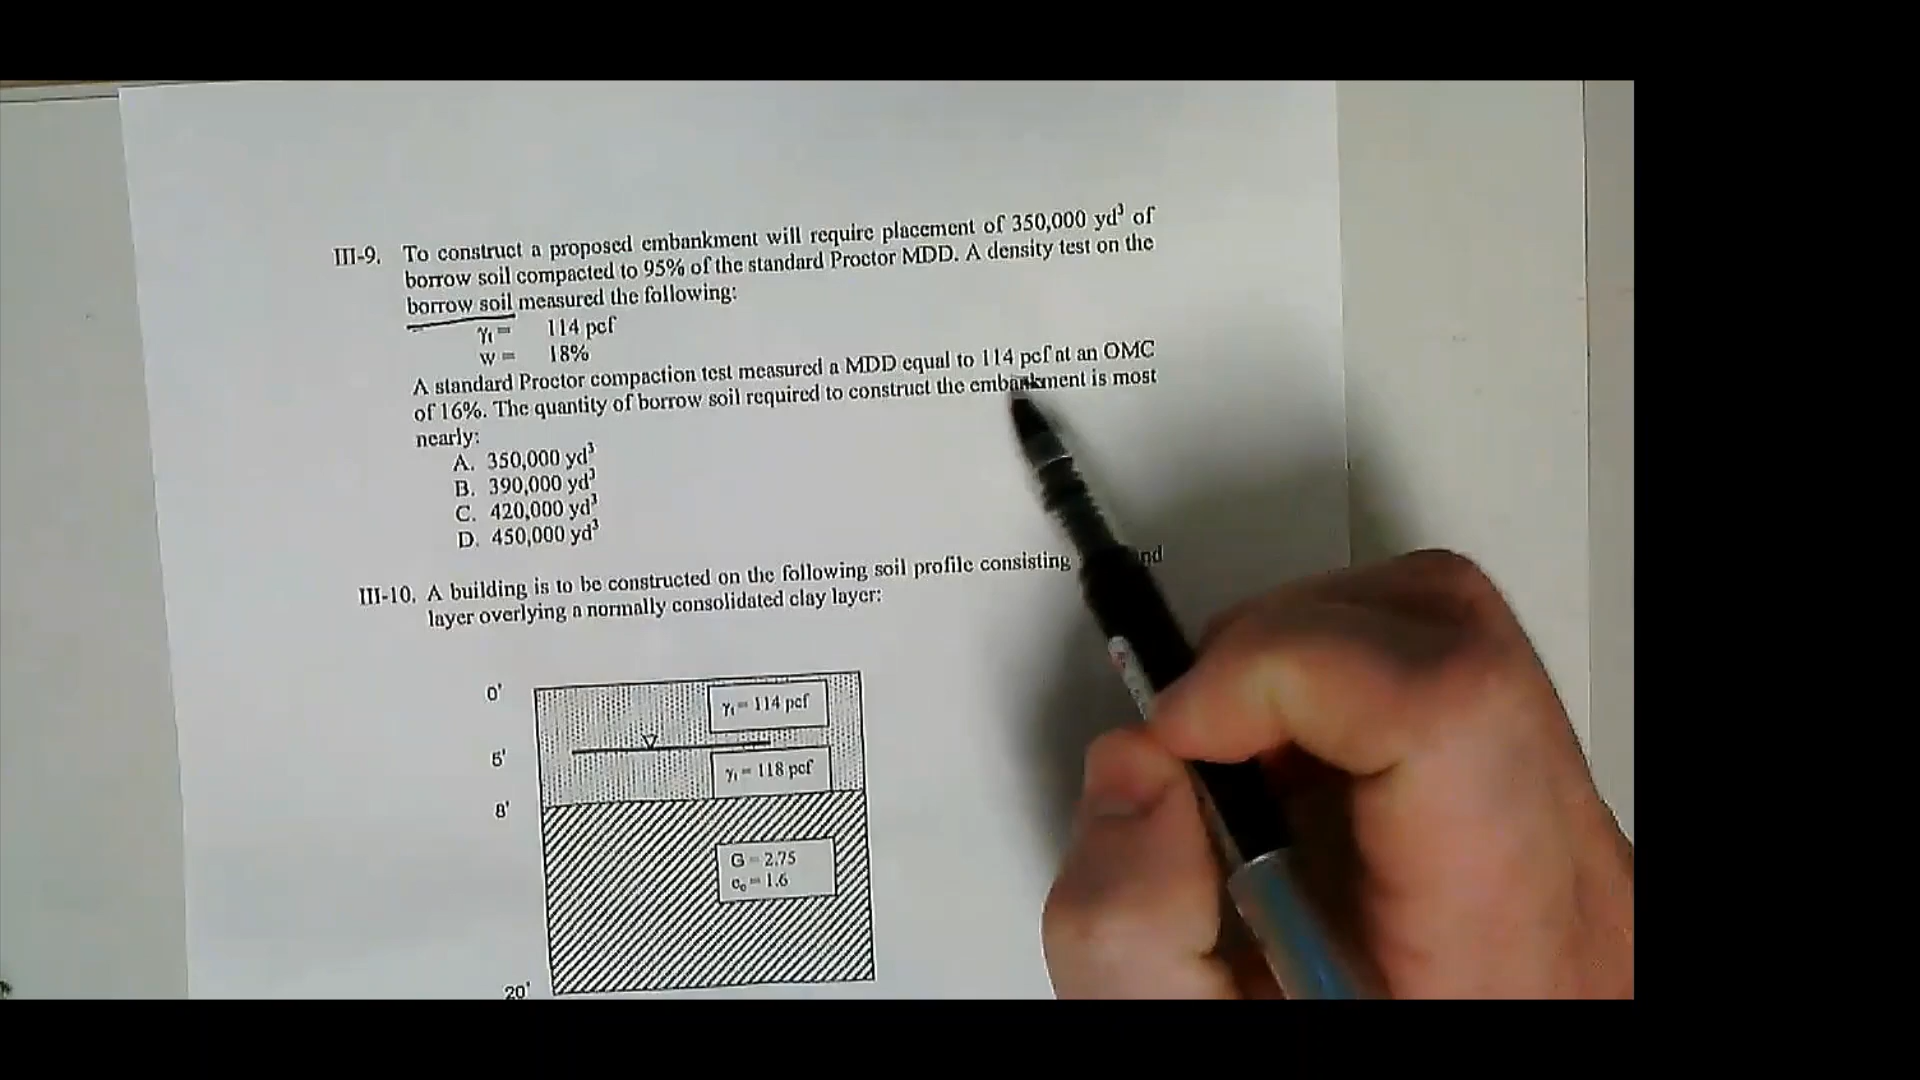 III-9. To construct a proposed embankment will require placement of 350,000 yd³ of
borrow soil compacted to 95% of the standard Proctor MDD. A density test on the
borrow soil measured the following:
γt = 114 pcf
w = 18%
A standard Proctor compaction test measured a MDD equal to 114 pcf at an OMC
of 16%. The quantity of borrow soil required to construct the embankment is most
nearly:
A. 350,000 yd³
B. 390,000 yd³
C. 420,000 yd³
D. 450,000 yd³
III-10. A building is to be constructed on the following soil profile consisting
layer overlying a normally consolidated clay layer:
0'
γt = 114 pcf
5'
γt = 118 pcf
8'
G = 2.75
e₀ = 1.6
20'